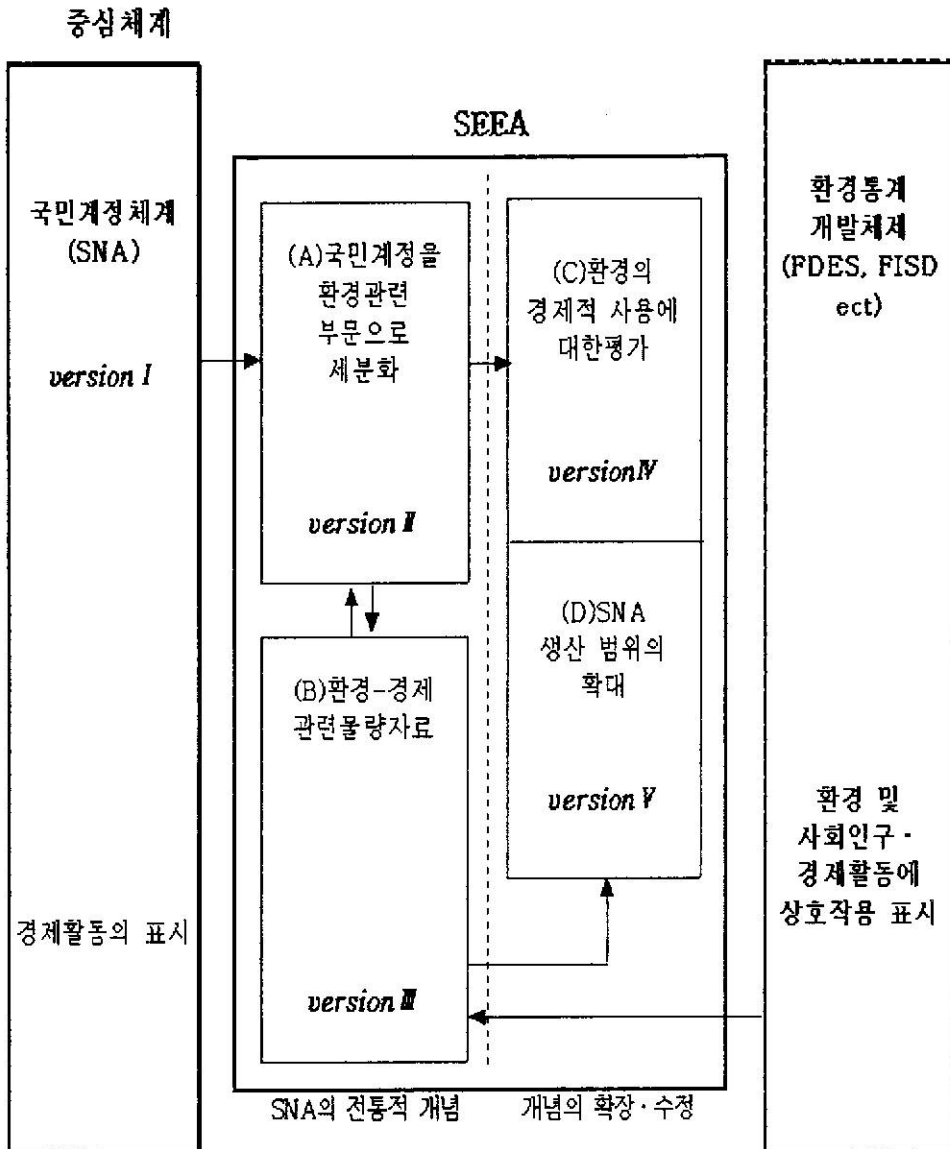 중심체계
국민계정체계
(SNA)
version Ⅰ
경제활동의 표시
SEEA
(A)국민계정을
환경관련
부문으로
세분화
version Ⅱ
(B)환경-경제
관련물량자료
version Ⅲ
(C)환경의
경제적 사용에
대한평가
version Ⅳ
(D)SNA
생산 범위의
확대
version Ⅴ
SNA의 전통적 개념
개념의 확장·수정
환경통계
개발체제
(FDES, FISD
ect)
환경 및
사회인구·
경제활동에
상호작용 표시